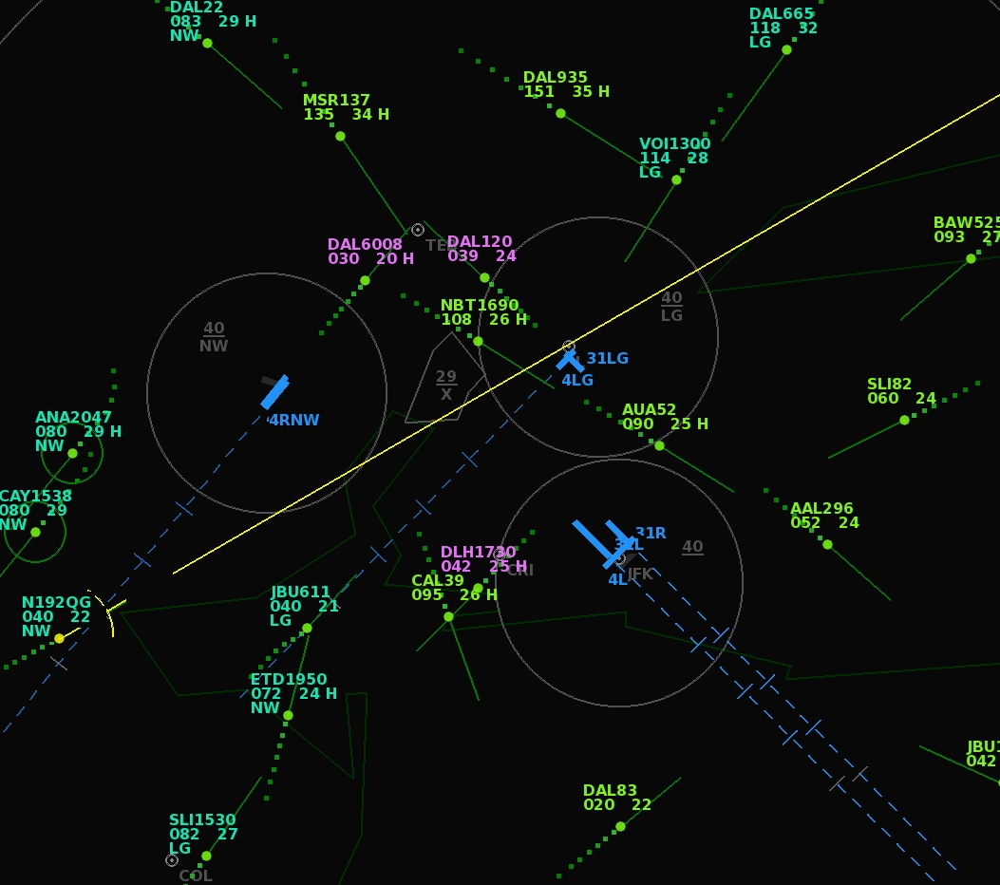 DAL22
083 29 H
NW
DAL665
118 32
LG
MSR137
135 34 H
DAL935
151 35 H
VOI1300
114 28
LG
BAW525
093 27
DAL6008
030 20 H
TEB
DAL120
039 24
NBT1690
108 26 H
40
NW
40
LG
31LG
4LG
29
X
4RNW
SLI82
060 24
AUA52
090 25 H
ANA2047
080 29 H
NW
CAY1538
080 29
NW
AAL296
052 24
31R
31L
4L
JFK
40
DLH1730
042 25 H
CRI
CAL39
095 26 H
JBU611
040 21
LG
N192QG
040 22
NW
ETD1950
072 24 H
NW
042
DAL83
020 22
SLI1530
082 27
LG
COL